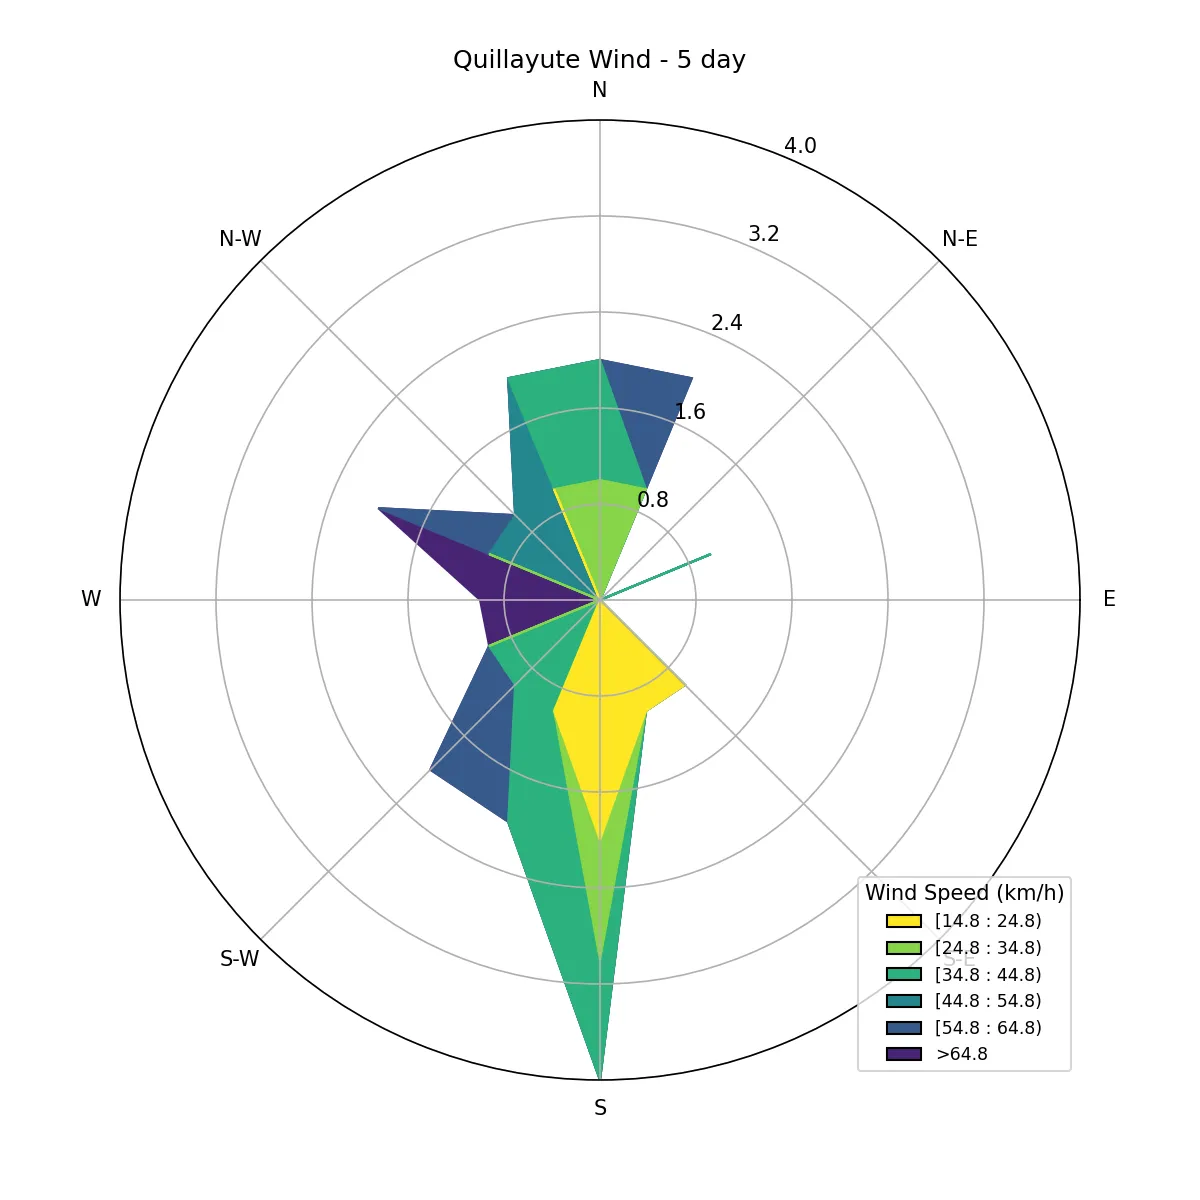 Quillayute Wind - 5 day
N
4.0
N-W
3.2
N-E
2.4
1.6
0.8
W
E
Wind Speed (km/h)
[14.8 : 24.8)
[24.8 : 34.8)
S-W
S-E
[34.8 : 44.8)
[44.8 : 54.8)
[54.8 : 64.8)
>64.8
S